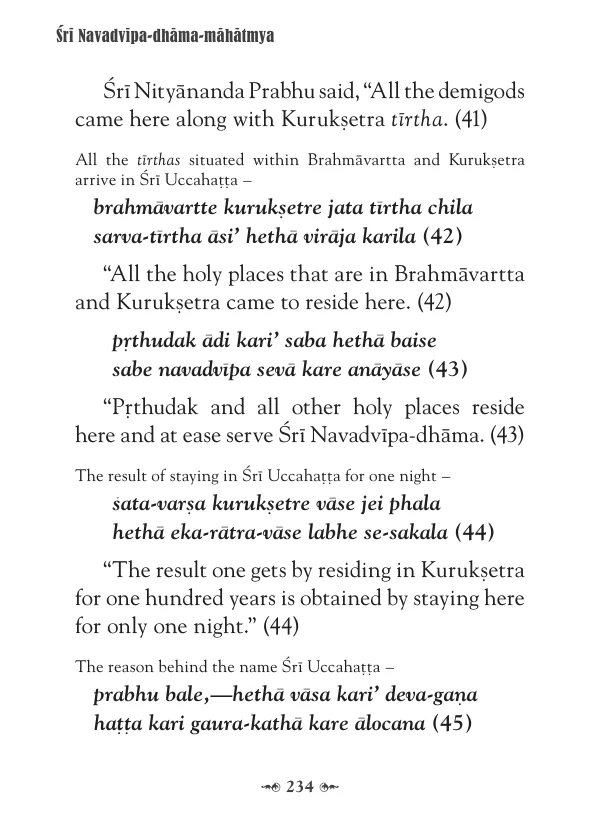 Śrī Navadvīpa-dhāma-māhātmya
Śrī Nityānanda Prabhu said, “All the demigods
came here along with Kurukṣetra tīrtha. (41)
All the tīrthas situated within Brahmāvartta and Kurukṣetra
arrive in Śrī Uccahaṭṭa –
brahmāvartte kurukṣetre jata tīrtha chila
sarva-tīrtha āsi’ hethā virāja karila (42)
“All the holy places that are in Brahmāvartta
and Kurukṣetra came to reside here. (42)
pṛthudak ādi kari’ saba hethā baise
sabe navadvīpa sevā kare anāyāse (43)
“Pṛthudak and all other holy places reside
here and at ease serve Śrī Navadvīpa-dhāma. (43)
The result of staying in Śrī Uccahaṭṭa for one night –
śata-varṣa kurukṣetre vāse jei phala
hethā eka-rātra-vāse labhe se-sakala (44)
“The result one gets by residing in Kurukṣetra
for one hundred years is obtained by staying here
for only one night.” (44)
The reason behind the name Śrī Uccahaṭṭa –
prabhu bale,—hethā vāsa kari’ deva-gaṇa
haṭṭa kari gaura-kathā kare ālocana (45)
234